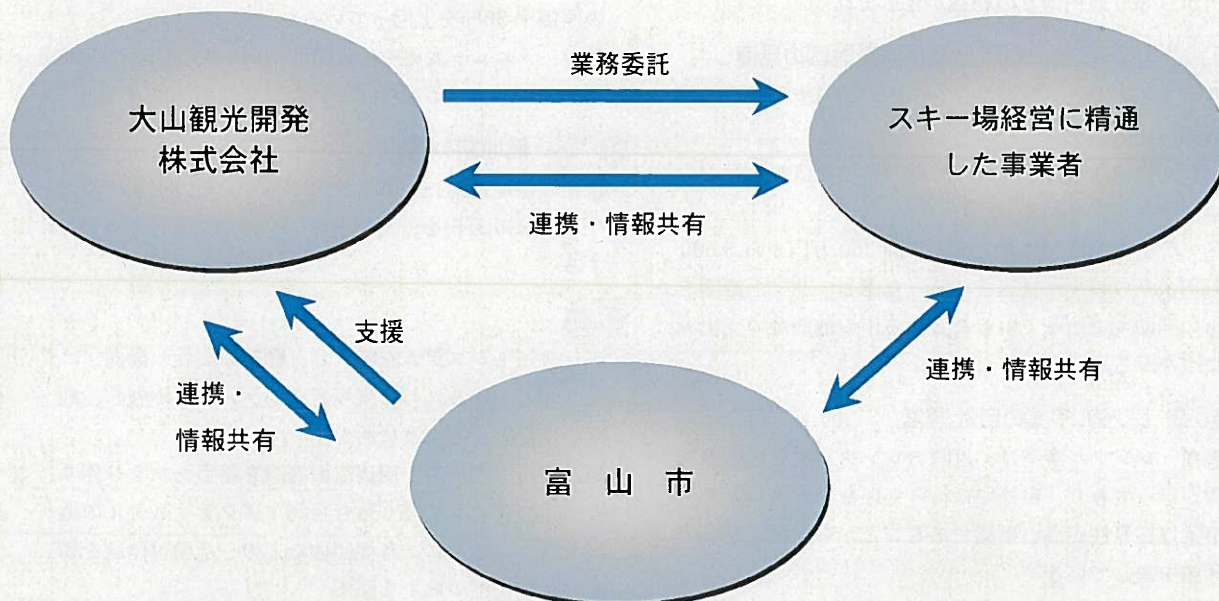 業務委託
大山観光開発
株式会社
スキー場経営に精通
した事業者
連携・情報共有
支援
連携・
情報共有
連携・情報共有
富山市